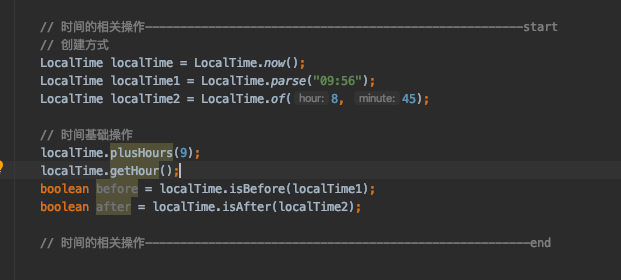 // 时间的相关操作——————————————————————————————————————start
// 创建方式
LocalTime localTime = LocalTime.now();
LocalTime localTime1 = LocalTime.parse("09:56");
LocalTime localTime2 = LocalTime.of( hour: 8, minute: 45);
// 时间基础操作
localTime.plusHours(9);
localTime.getHour();
boolean before = localTime.isBefore(localTime1);
boolean after = localTime.isAfter(localTime2);
// 时间的相关操作———————————————————————————————————————end